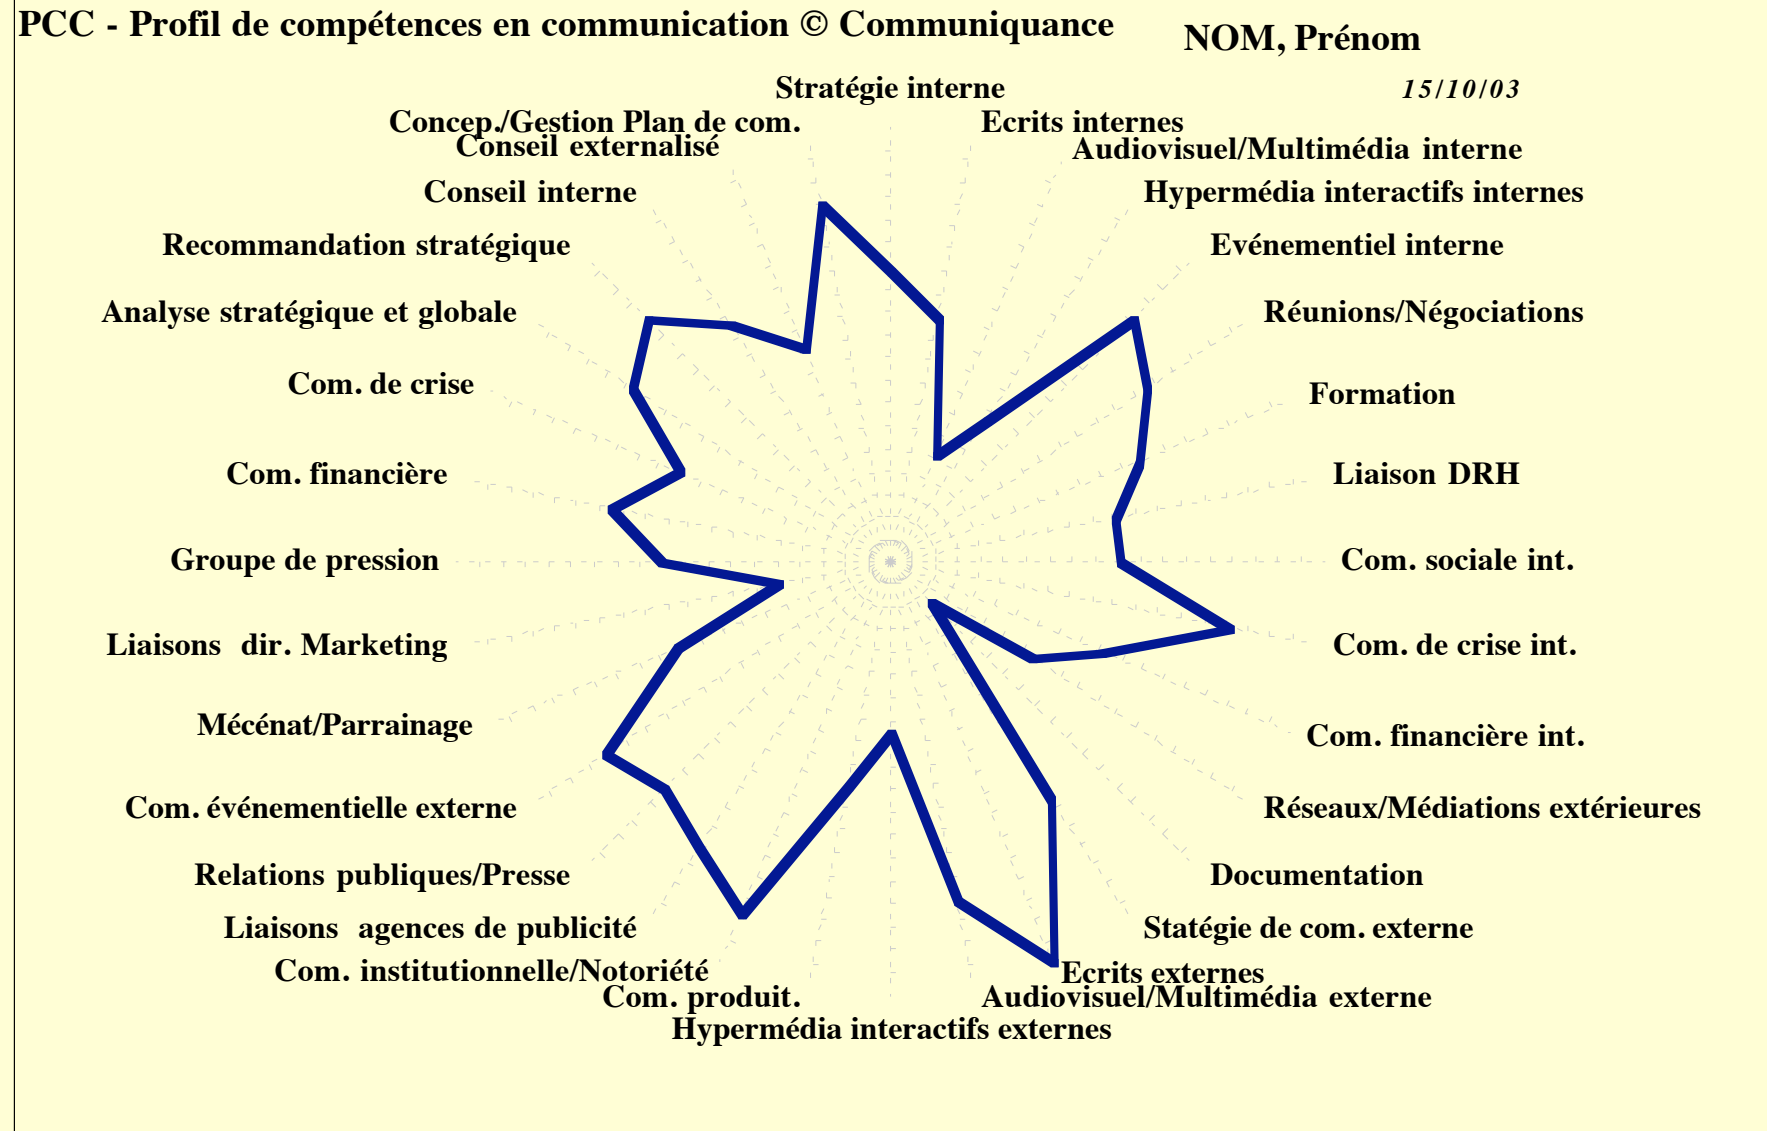 PCC - Profil de compétences en communication © Communiquance
NOM, Prénom
15/10/03
Stratégie interne
Ecrits internes
Audiovisuel/Multimédia interne
Hypermédia interactifs internes
Evénementiel interne
Réunions/Négociations
Formation
Liaison DRH
Com. sociale int.
Com. de crise int.
Com. financière int.
Réseaux/Médiations extérieures
Documentation
Statégie de com. externe
Ecrits externes
Audiovisuel/Multimédia externe
Hypermédia interactifs externes
Com. produit.
Com. institutionnelle/Notoriété
Liaisons agences de publicité
Relations publiques/Presse
Com. événementielle externe
Mécénat/Parrainage
Liaisons dir. Marketing
Groupe de pression
Com. financière
Com. de crise
Analyse stratégique et globale
Recommandation stratégique
Conseil interne
Conseil externalisé
Concep./Gestion Plan de com.